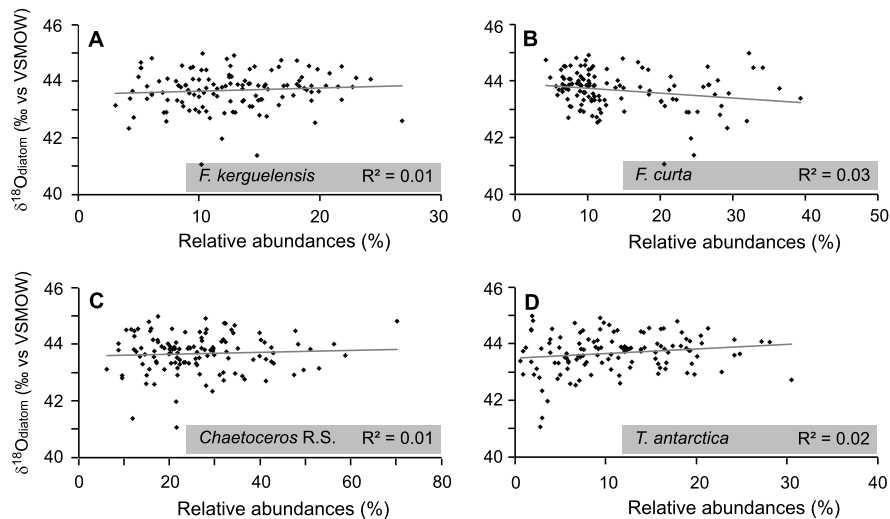 A
46
44
42
40
δ18Odiatom (‰ vs VSMOW)
F. kerguelensis R² = 0.01
0 10 20 30
Relative abundances (%)
B
46
44
42
40
F. curta R² = 0.03
0 10 20 30 40 50
Relative abundances (%)
C
46
44
42
40
δ18Odiatom (‰ vs VSMOW)
Chaetoceros R.S. R² = 0.01
0 20 40 60 80
Relative abundances (%)
D
46
44
42
40
T. antarctica R² = 0.02
0 10 20 30 40
Relative abundances (%)